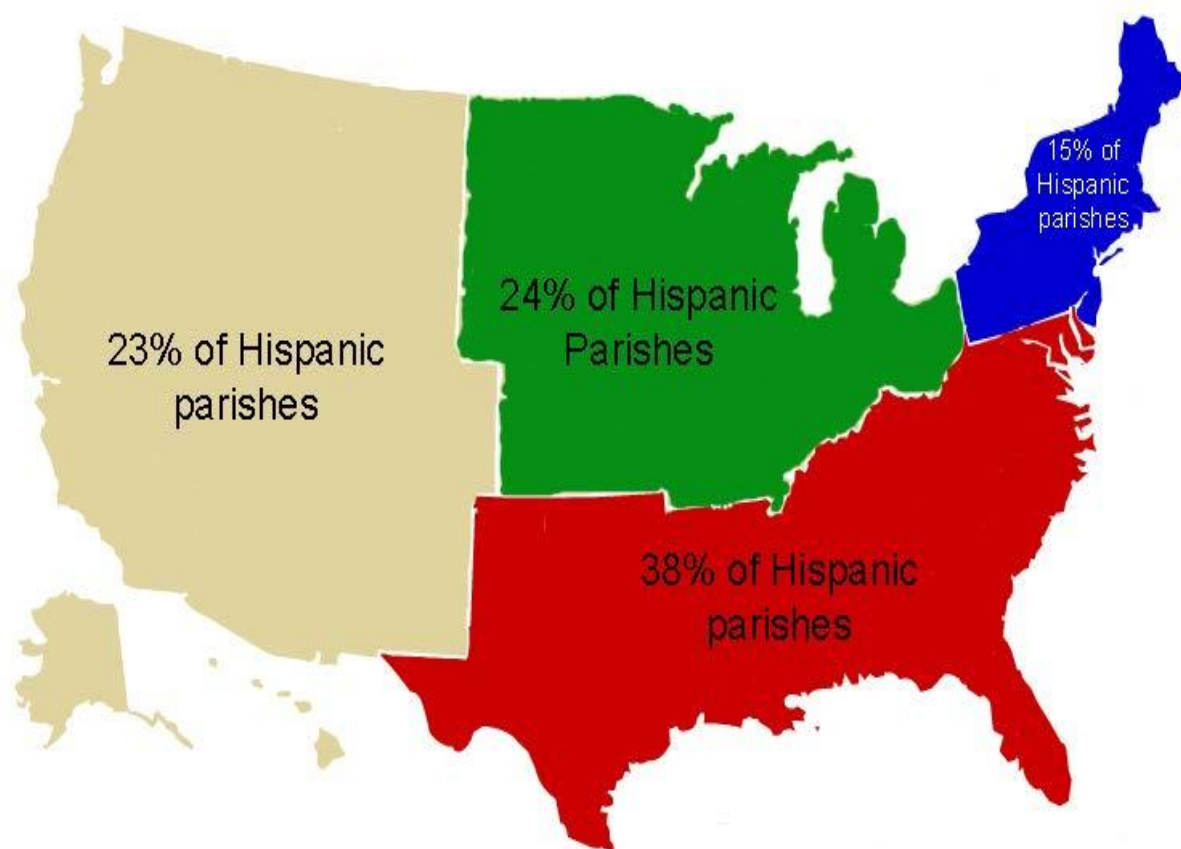 15% of
Hispanic
parishes
24% of Hispanic
Parishes
23% of Hispanic
parishes
38% of Hispanic
parishes